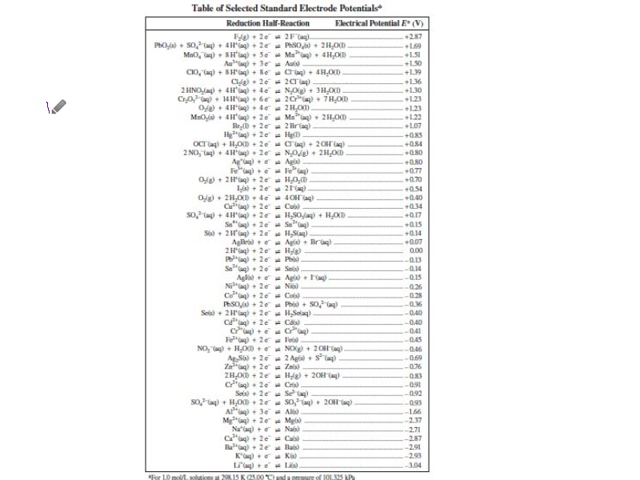 Table of Selected Standard Electrode Potentials*
Reduction Half-Reaction Electrical Potential E° (V)
F₂(g) + 2 e⁻ ⇌ 2 F⁻(aq) +2.87
PbO₂(s) + SO₄²⁻(aq) + 4 H⁺(aq) + 2 e⁻ ⇌ PbSO₄(s) + 2 H₂O(l) +1.69
MnO₄⁻(aq) + 8 H⁺(aq) + 5 e⁻ ⇌ Mn²⁺(aq) + 4 H₂O(l) +1.51
Au³⁺(aq) + 3 e⁻ ⇌ Au(s) +1.50
ClO₄⁻(aq) + 8 H⁺(aq) + 8 e⁻ ⇌ Cl⁻(aq) + 4 H₂O(l) +1.39
Cl₂(g) + 2 e⁻ ⇌ 2 Cl⁻(aq) +1.36
2 HNO₂(aq) + 4 H⁺(aq) + 4 e⁻ ⇌ N₂O(g) + 3 H₂O(l) +1.30
Cr₂O₇²⁻(aq) + 14 H⁺(aq) + 6 e⁻ ⇌ 2 Cr³⁺(aq) + 7 H₂O(l) +1.23
O₂(g) + 4 H⁺(aq) + 4 e⁻ ⇌ 2 H₂O(l) +1.23
MnO₂(s) + 4 H⁺(aq) + 2 e⁻ ⇌ Mn²⁺(aq) + 2 H₂O(l) +1.22
Br₂(l) + 2 e⁻ ⇌ 2 Br⁻(aq) +1.07
Hg²⁺(aq) + 2 e⁻ ⇌ Hg(l) +0.85
OCl⁻(aq) + H₂O(l) + 2 e⁻ ⇌ Cl⁻(aq) + 2 OH⁻(aq) +0.84
2 NO₃⁻(aq) + 4 H⁺(aq) + 2 e⁻ ⇌ N₂O₄(g) + 2 H₂O(l) +0.80
Ag⁺(aq) + e⁻ ⇌ Ag(s) +0.80
Fe³⁺(aq) + e⁻ ⇌ Fe²⁺(aq) +0.77
O₂(g) + 2 H⁺(aq) + 2 e⁻ ⇌ H₂O₂(l) +0.70
I₂(s) + 2 e⁻ ⇌ 2 I⁻(aq) +0.54
O₂(g) + 2 H₂O(l) + 4 e⁻ ⇌ 4 OH⁻(aq) +0.40
Cu²⁺(aq) + 2 e⁻ ⇌ Cu(s) +0.34
SO₄²⁻(aq) + 4 H⁺(aq) + 2 e⁻ ⇌ H₂SO₃(aq) + H₂O(l) +0.17
Sn⁴⁺(aq) + 2 e⁻ ⇌ Sn²⁺(aq) +0.15
S(s) + 2 H⁺(aq) + 2 e⁻ ⇌ H₂S(aq) +0.14
AgBr(s) + e⁻ ⇌ Ag(s) + Br⁻(aq) +0.07
2 H⁺(aq) + 2 e⁻ ⇌ H₂(g) 0.00
Pb²⁺(aq) + 2 e⁻ ⇌ Pb(s) −0.13
Sn²⁺(aq) + 2 e⁻ ⇌ Sn(s) −0.14
AgI(s) + e⁻ ⇌ Ag(s) + I⁻(aq) −0.15
Ni²⁺(aq) + 2 e⁻ ⇌ Ni(s) −0.26
Co²⁺(aq) + 2 e⁻ ⇌ Co(s) −0.28
PbSO₄(s) + 2 e⁻ ⇌ Pb(s) + SO₄²⁻(aq) −0.36
Se(s) + 2 H⁺(aq) + 2 e⁻ ⇌ H₂Se(aq) −0.40
Cd²⁺(aq) + 2 e⁻ ⇌ Cd(s) −0.40
Cr³⁺(aq) + e⁻ ⇌ Cr²⁺(aq) −0.41
Fe²⁺(aq) + 2 e⁻ ⇌ Fe(s) −0.45
NO₂⁻(aq) + H₂O(l) + e⁻ ⇌ NO(g) + 2 OH⁻(aq) −0.46
Ag₂S(s) + 2 e⁻ ⇌ 2 Ag(s) + S²⁻(aq) −0.69
Zn²⁺(aq) + 2 e⁻ ⇌ Zn(s) −0.76
2 H₂O(l) + 2 e⁻ ⇌ H₂(g) + 2 OH⁻(aq) −0.83
Cr²⁺(aq) + 2 e⁻ ⇌ Cr(s) −0.91
Se(s) + 2 e⁻ ⇌ Se²⁻(aq) −0.92
SO₄²⁻(aq) + H₂O(l) + 2 e⁻ ⇌ SO₃²⁻(aq) + 2 OH⁻(aq) −0.93
Al³⁺(aq) + 3 e⁻ ⇌ Al(s) −1.66
Mg²⁺(aq) + 2 e⁻ ⇌ Mg(s) −2.37
Na⁺(aq) + e⁻ ⇌ Na(s) −2.71
Ca²⁺(aq) + 2 e⁻ ⇌ Ca(s) −2.87
Ba²⁺(aq) + 2 e⁻ ⇌ Ba(s) −2.91
K⁺(aq) + e⁻ ⇌ K(s) −2.93
Li⁺(aq) + e⁻ ⇌ Li(s) −3.04
*For 1.0 mol/L solutions at 298.15 K (25.00 °C) and a pressure of 101.325 kPa